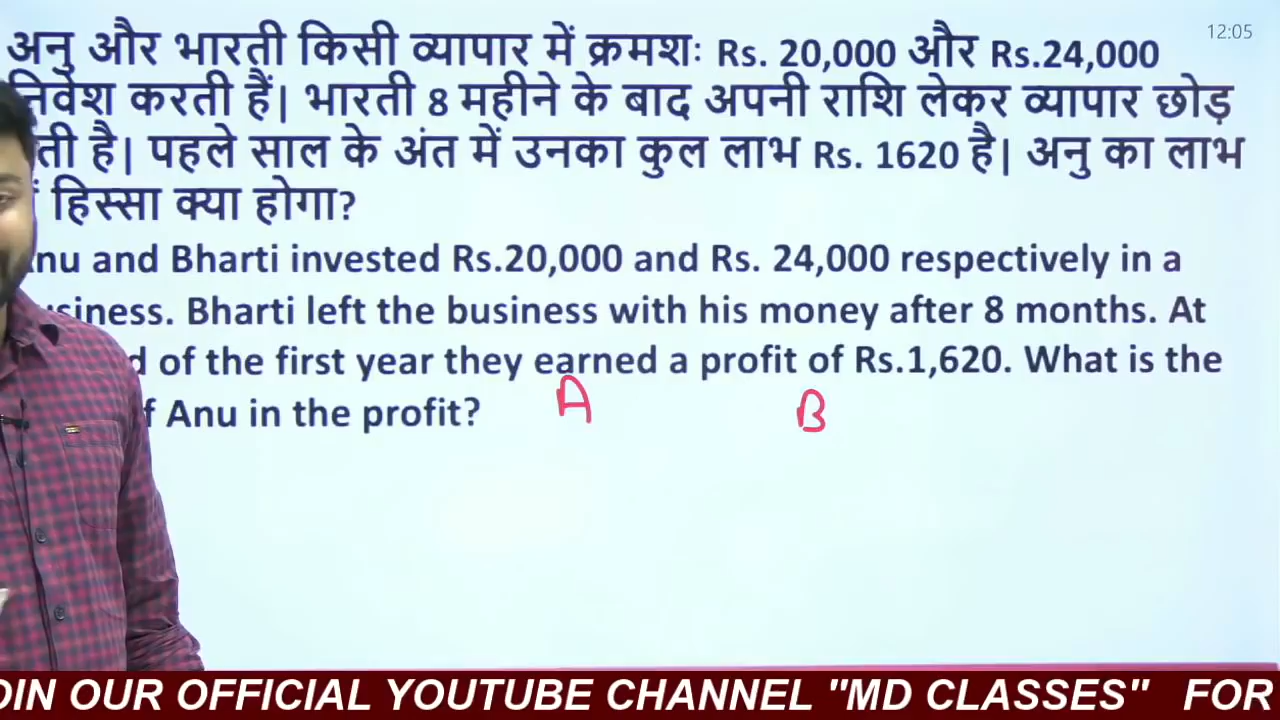 12:05
अनु और भारती किसी व्यापार में क्रमशः Rs. 20,000 और Rs.24,000
करती हैं| भारती 8 महीने के बाद अपनी राशि लेकर व्यापार छोड़
है| पहले साल के अंत में उनका कुल लाभ Rs. 1620 है| अनु का लाभ
हिस्सा क्या होगा?
and Bharti invested Rs.20,000 and Rs. 24,000 respectively in a
Bharti left the business with his money after 8 months. At
of the first year they earned a profit of Rs.1,620. What is the
Anu in the profit?
A B
OUR OFFICIAL YOUTUBE CHANNEL "MD CLASSES" FOR